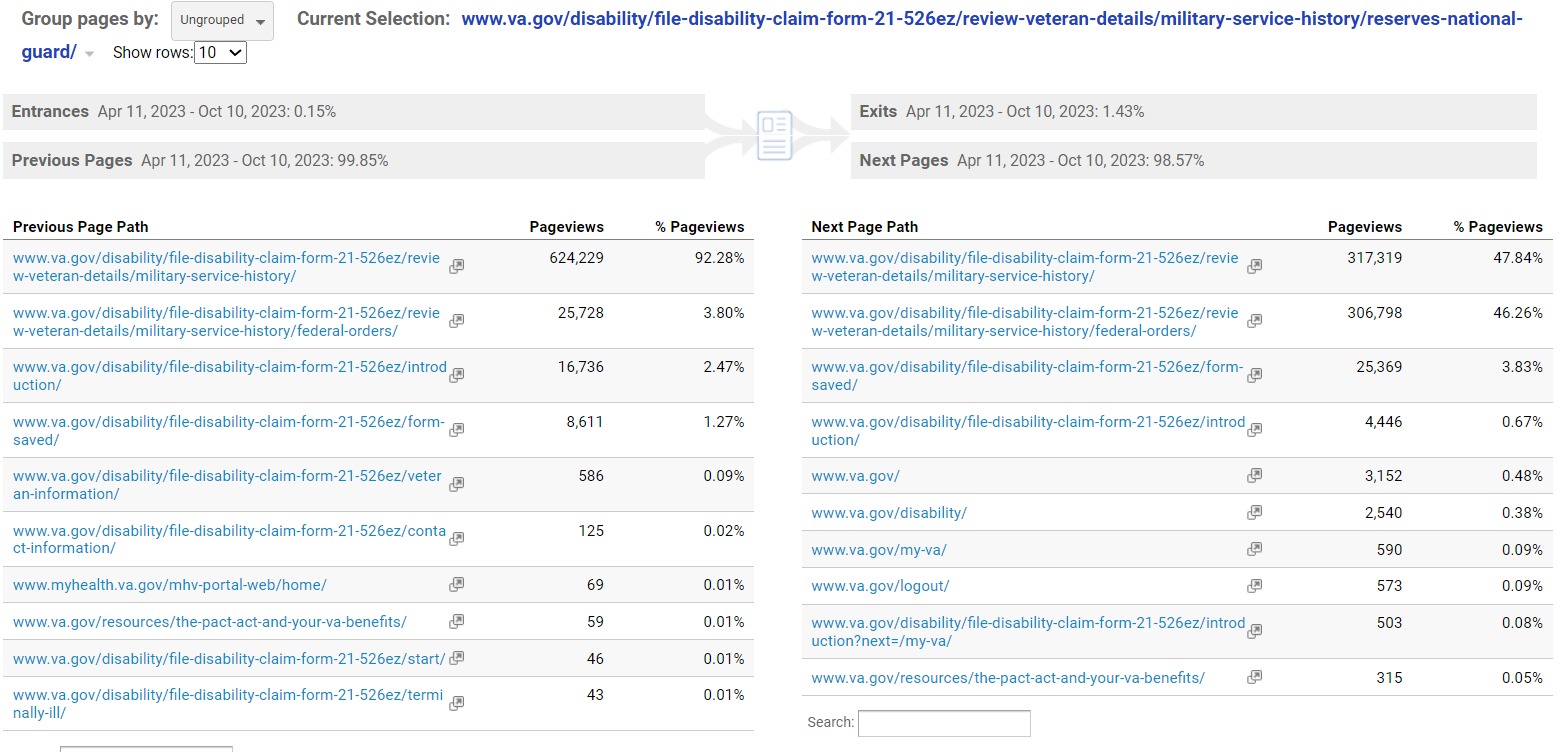 Group pages by: Ungrouped Current Selection: www.va.gov/disability/file-disability-claim-form-21-526ez/review-veteran-details/military-service-history/reserves-national-
guard/ Show rows: 10
Entrances Apr 11, 2023 - Oct 10, 2023: 0.15%
Previous Pages Apr 11, 2023 - Oct 10, 2023: 99.85%
Exits Apr 11, 2023 - Oct 10, 2023: 1.43%
Next Pages Apr 11, 2023 - Oct 10, 2023: 98.57%
Previous Page Path Pageviews % Pageviews
www.va.gov/disability/file-disability-claim-form-21-526ez/revie 624,229 92.28%
w-veteran-details/military-service-history/
www.va.gov/disability/file-disability-claim-form-21-526ez/revie 25,728 3.80%
w-veteran-details/military-service-history/federal-orders/
www.va.gov/disability/file-disability-claim-form-21-526ez/introd 16,736 2.47%
uction/
www.va.gov/disability/file-disability-claim-form-21-526ez/form- 8,611 1.27%
saved/
www.va.gov/disability/file-disability-claim-form-21-526ez/veter 586 0.09%
an-information/
www.va.gov/disability/file-disability-claim-form-21-526ez/conta 125 0.02%
ct-information/
www.myhealth.va.gov/mhv-portal-web/home/ 69 0.01%
www.va.gov/resources/the-pact-act-and-your-va-benefits/ 59 0.01%
www.va.gov/disability/file-disability-claim-form-21-526ez/start/ 46 0.01%
www.va.gov/disability/file-disability-claim-form-21-526ez/termi 43 0.01%
nally-ill/
Next Page Path Pageviews % Pageviews
www.va.gov/disability/file-disability-claim-form-21-526ez/revie 317,319 47.84%
w-veteran-details/military-service-history/
www.va.gov/disability/file-disability-claim-form-21-526ez/revie 306,798 46.26%
w-veteran-details/military-service-history/federal-orders/
www.va.gov/disability/file-disability-claim-form-21-526ez/form- 25,369 3.83%
saved/
www.va.gov/disability/file-disability-claim-form-21-526ez/introd 4,446 0.67%
uction/
www.va.gov/ 3,152 0.48%
www.va.gov/disability/ 2,540 0.38%
www.va.gov/my-va/ 590 0.09%
www.va.gov/logout/ 573 0.09%
www.va.gov/disability/file-disability-claim-form-21-526ez/introd 503 0.08%
uction?next=/my-va/
www.va.gov/resources/the-pact-act-and-your-va-benefits/ 315 0.05%
Search: